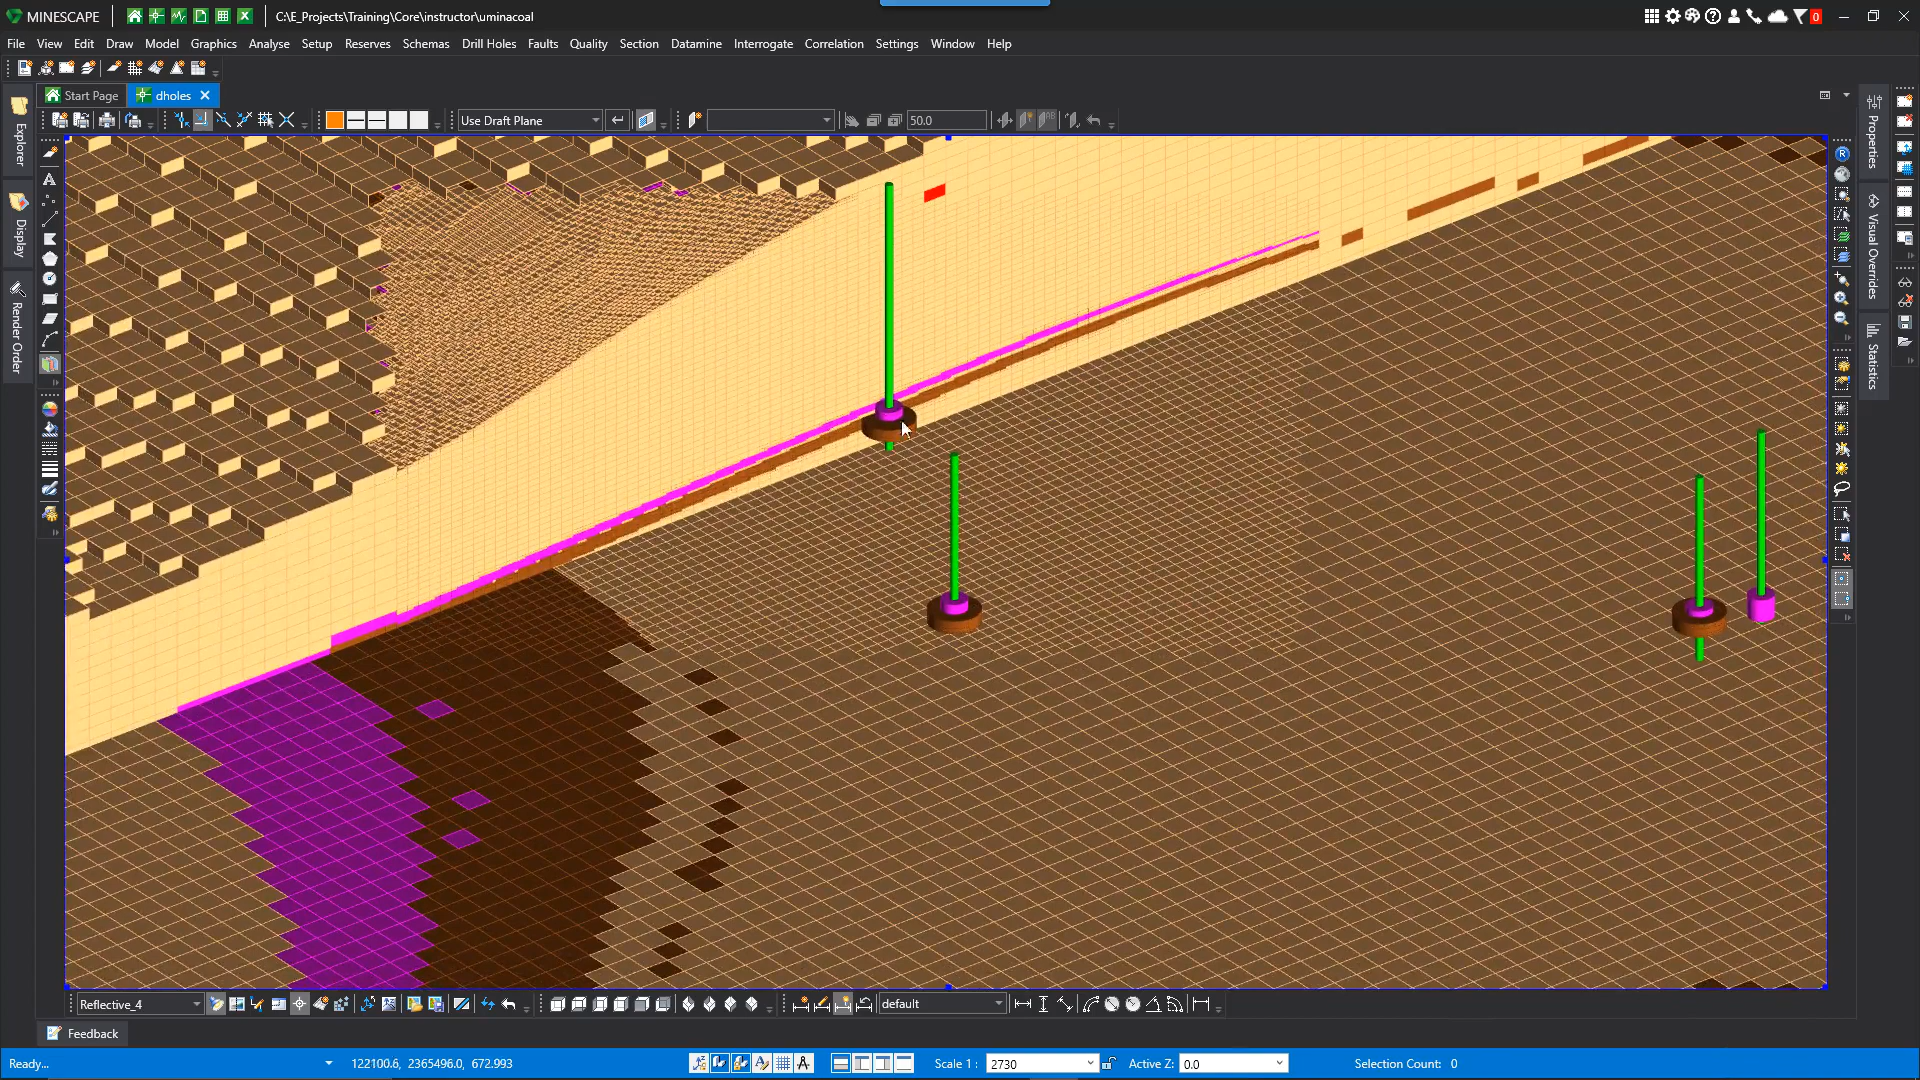 MINESCAPE
C:\E_Projects\Training\Core\instructor\uminacoal
0
File View Edit Draw Model Graphics Analyse Setup Reserves Schemas Drill Holes Faults Quality Section Datamine Interrogate Correlation Settings Window Help
Start Page
dholes
Use Draft Plane
50.0
Explorer
Display
Render Order
Properties
Visual Overrides
Statistics
Reflective_4
default
Feedback
Ready...
122100.6, 2365496.0, 672.993
Scale 1 :
2730
Active Z:
0.0
Selection Count: 0